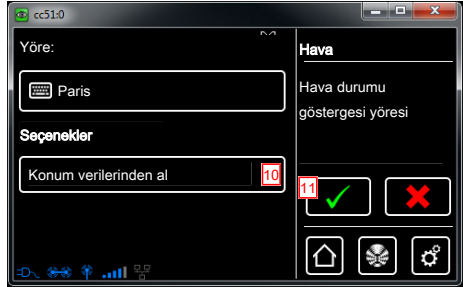 cc51:0
Yöre:
Paris
Seçenekler
Konum verilerinden al
10
Hava
Hava durumu
göstergesi yöresi
11